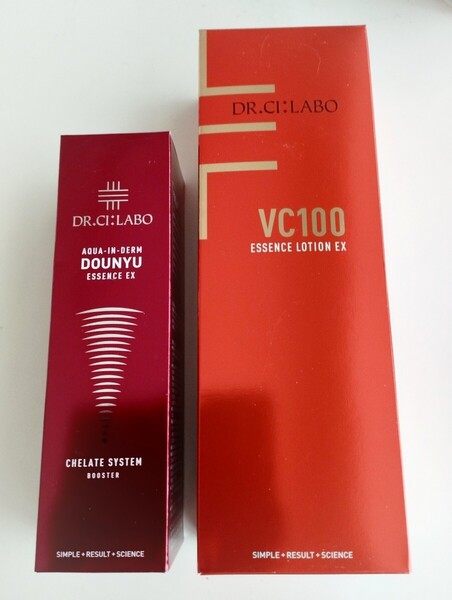 DR.CI:LABO
AQUA-IN-DERM
DOUNYU
ESSENCE EX
CHELATE SYSTEM
BOOSTER
SIMPLE + RESULT + SCIENCE
DR.CI:LABO
VC100
ESSENCE LOTION EX
SIMPLE + RESULT + SCIENCE